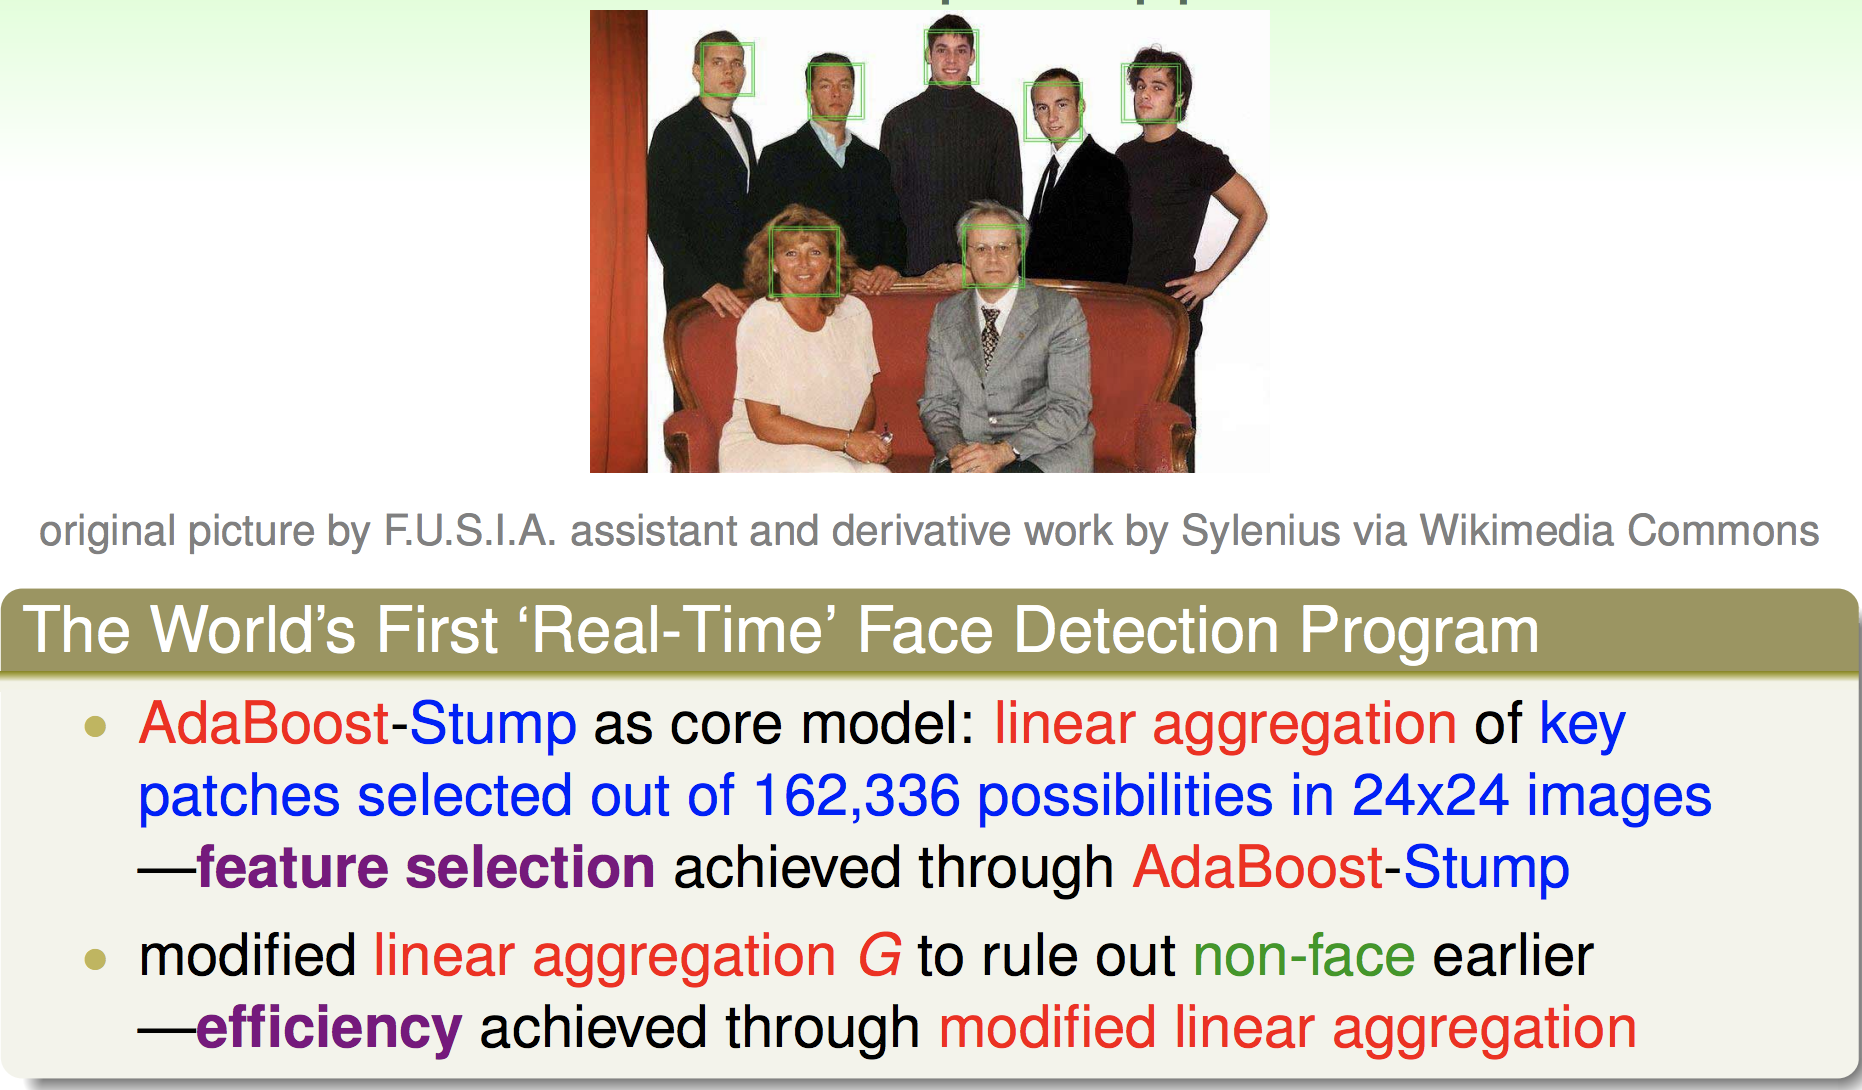 original picture by F.U.S.I.A. assistant and derivative work by Sylenius via Wikimedia Commons
The World’s First ‘Real-Time’ Face Detection Program
• AdaBoost-Stump as core model: linear aggregation of key
patches selected out of 162,336 possibilities in 24x24 images
—feature selection achieved through AdaBoost-Stump
• modified linear aggregation G to rule out non-face earlier
—efficiency achieved through modified linear aggregation